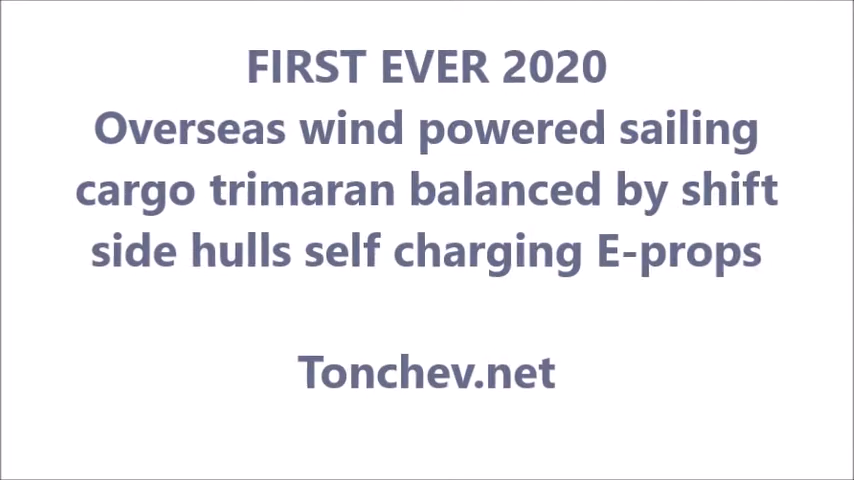 FIRST EVER 2020
Overseas wind powered sailing
cargo trimaran balanced by shift
side hulls self charging E-props
Tonchev.net